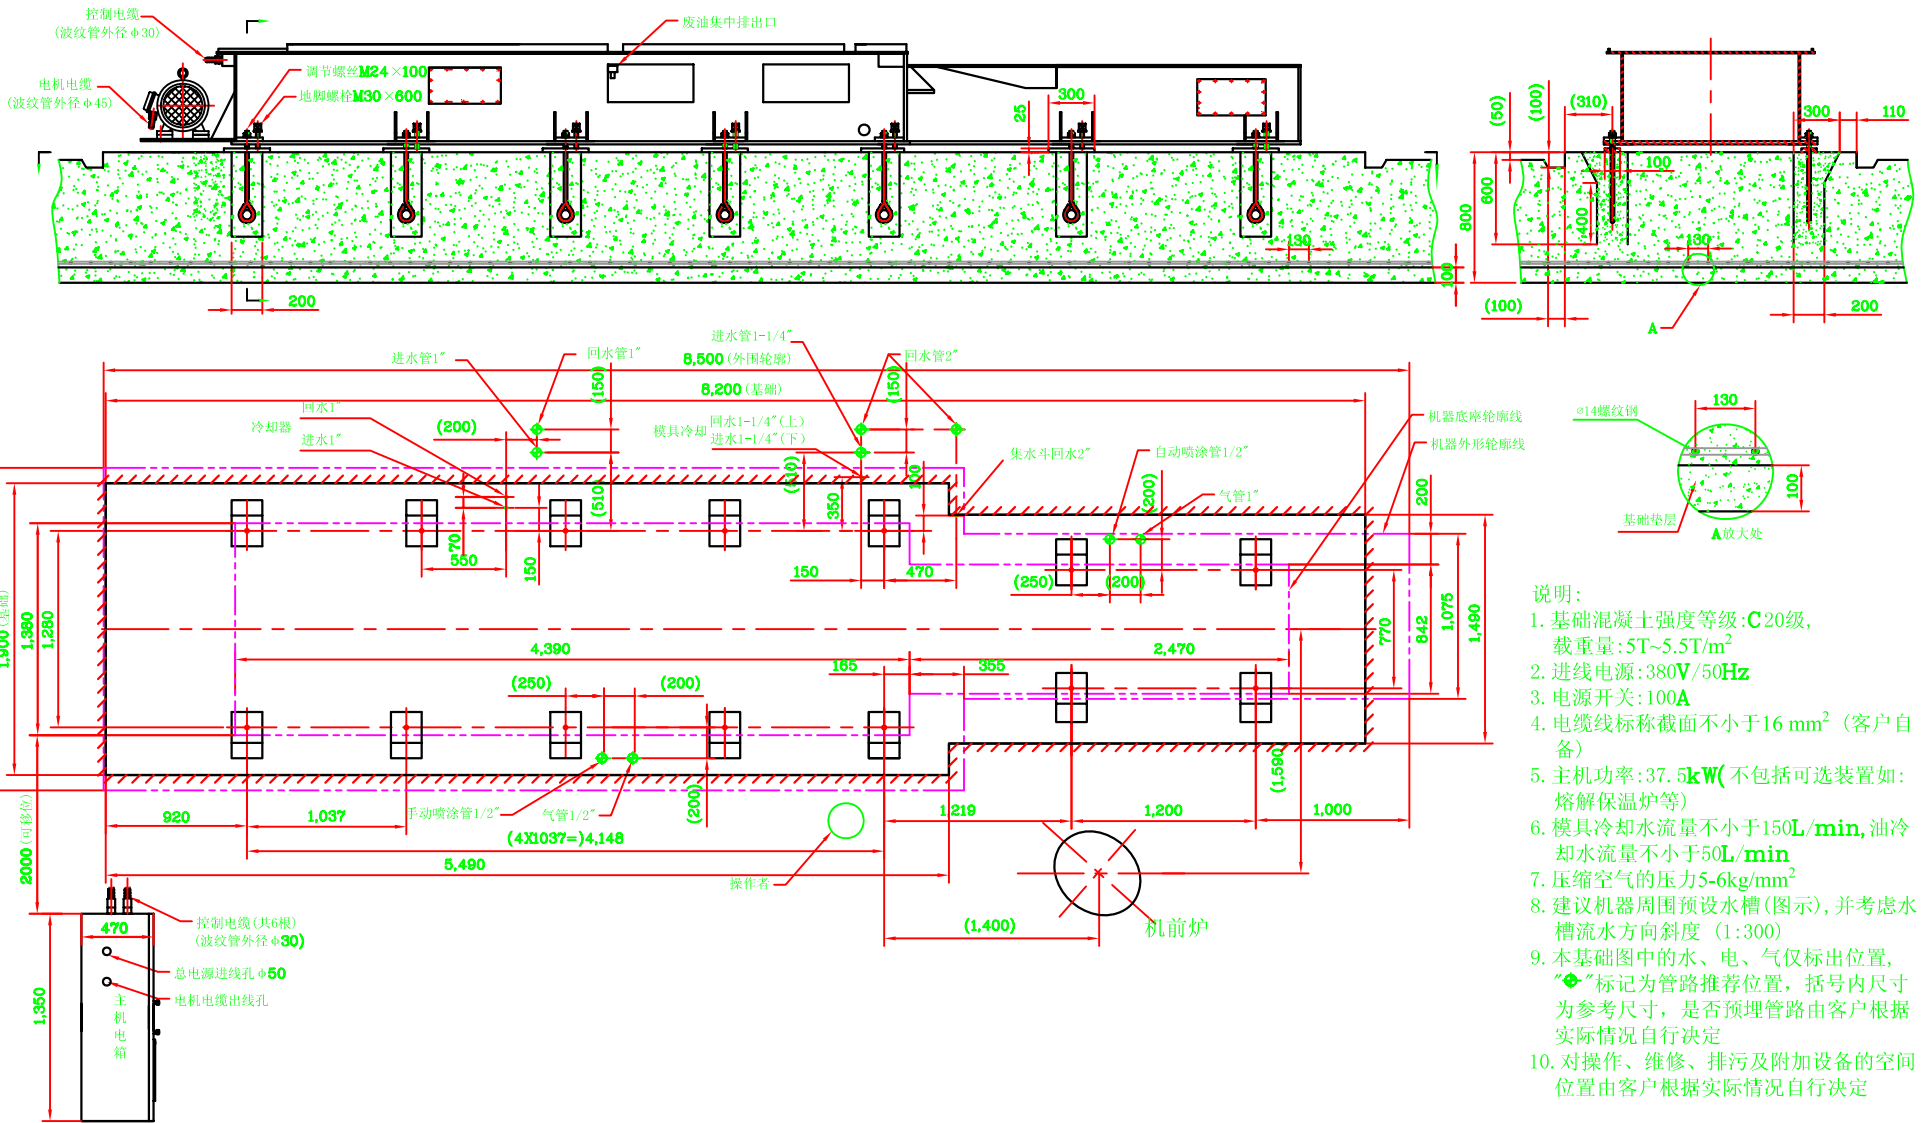 控制电缆
(波纹管外径φ30)
电机电缆
(波纹管外径φ45)
调节螺丝M24×100
地脚螺栓M30×600
废油集中排出口
25
300
130
100
200
(50)
(100)
(310)
300
110
100
600
800
400
130
(100)
200
A
进水管1"
回水管1"
进水管1-1/4"
8,500(外围轮廓)
回水管2"
8,200(基础)
(150)
(150)
回水1"
冷却器
进水1"
(200)
模具冷却
回水1-1/4"(上)
进水1-1/4"(下)
集水斗回水2"
自动喷涂管1/2"
气管1"
机器底座轮廓线
机器外形轮廓线
(510)
(510)
350
100
(200)
200
70
550
150
150
470
(250)
(200)
1,900(基础)
1,380
1,280
4,390
165
355
2,470
770
842
1,075
1,490
(250)
(200)
(200)
手动喷涂管1/2"
气管1/2"
920
1,037
(4X1037=)4,148
5,490
1,219
1,200
1,000
(1,590)
2000(可移位)
操作者
(1,400)
机前炉
470
1,350
控制电缆(共6根)
(波纹管外径φ30)
总电源进线孔φ50
电机电缆出线孔
主
机
电
箱
∅14螺纹钢
130
100
基础垫层
A放大处
说明:
1. 基础混凝土强度等级:C20级,
载重量:5T~5.5T/m²
2. 进线电源:380V/50Hz
3. 电源开关:100A
4. 电缆线标称截面不小于16 mm² (客户自
备)
5. 主机功率:37.5kW(不包括可选装置如:
熔解保温炉等)
6. 模具冷却水流量不小于150L/min,油冷
却水流量不小于50L/min
7. 压缩空气的压力5-6kg/mm²
8. 建议机器周围预设水槽(图示),并考虑水
槽流水方向斜度 (1:300)
9. 本基础图中的水、电、气仅标出位置,
" "标记为管路推荐位置，括号内尺寸
为参考尺寸，是否预埋管路由客户根据
实际情况自行决定
10. 对操作、维修、排污及附加设备的空间
位置由客户根据实际情况自行决定